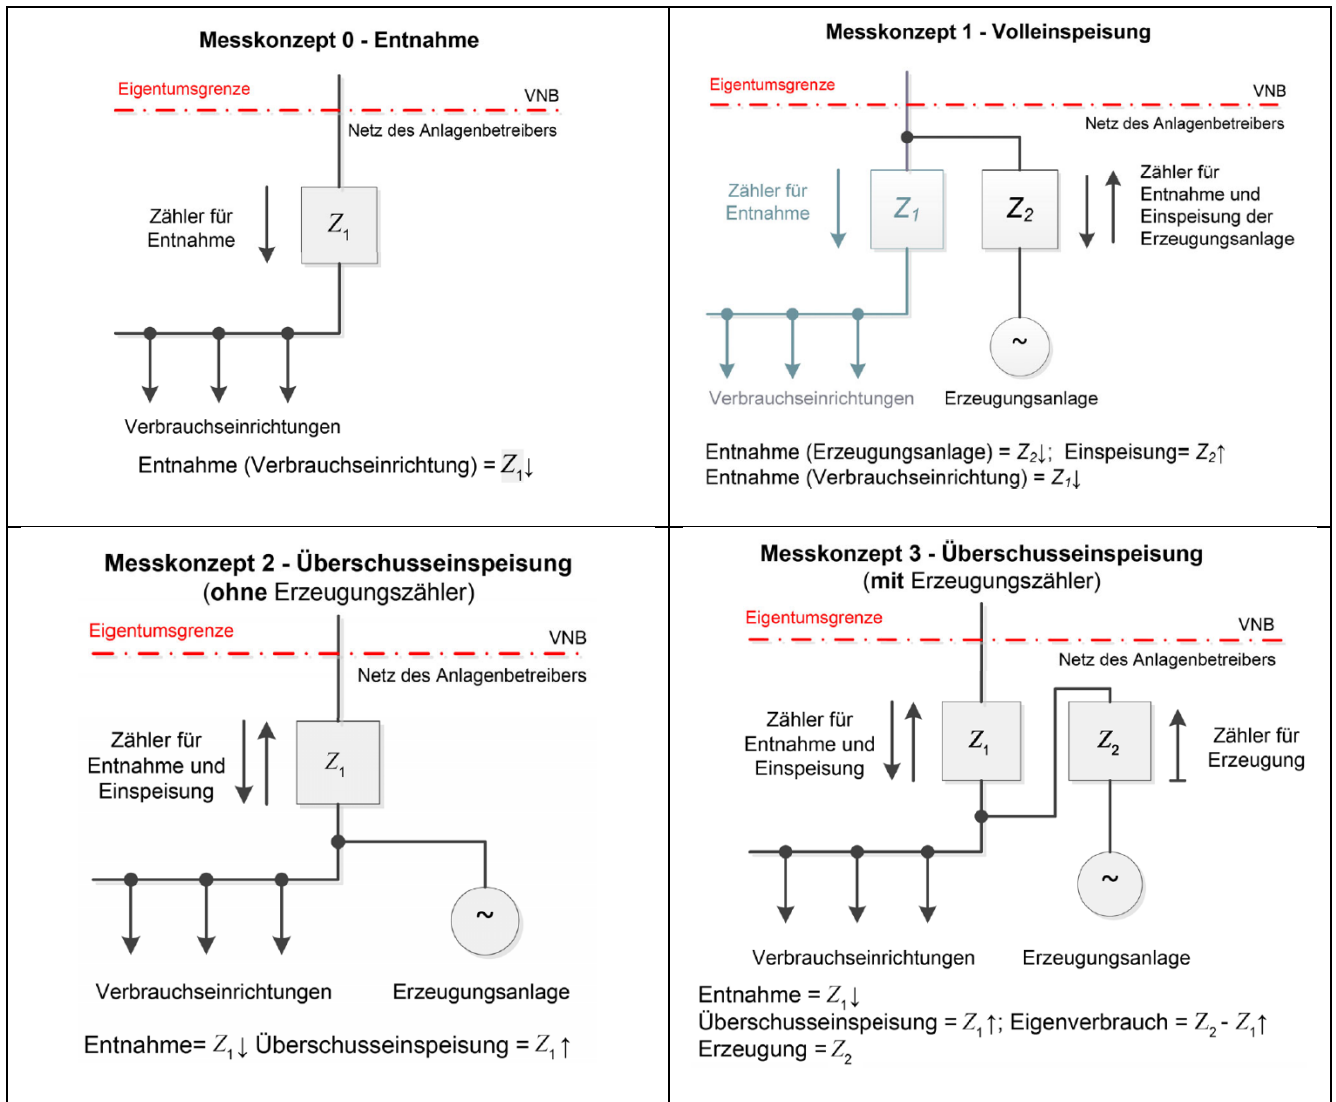 Messkonzept 0 - Entnahme
Eigentumsgrenze
VNB
Netz des Anlagenbetreibers
Zähler für
Entnahme
Z1
Verbrauchseinrichtungen
Entnahme (Verbrauchseinrichtung) = Z1↓
Messkonzept 1 - Volleinspeisung
Eigentumsgrenze
VNB
Netz des Anlagenbetreibers
Zähler für
Entnahme
Z1
Z2
Zähler für
Entnahme und
Einspeisung der
Erzeugungsanlage
~
Verbrauchseinrichtungen
Erzeugungsanlage
Entnahme (Erzeugungsanlage) = Z2↓; Einspeisung= Z2↑
Entnahme (Verbrauchseinrichtung) = Z1↓
Messkonzept 2 - Überschusseinspeisung
(ohne Erzeugungszähler)
Eigentumsgrenze
VNB
Netz des Anlagenbetreibers
Zähler für
Entnahme und
Einspeisung
Z1
~
Verbrauchseinrichtungen
Erzeugungsanlage
Entnahme= Z1↓ Überschusseinspeisung = Z1↑
Messkonzept 3 - Überschusseinspeisung
(mit Erzeugungszähler)
Eigentumsgrenze
VNB
Netz des Anlagenbetreibers
Zähler für
Entnahme und
Einspeisung
Z1
Z2
Zähler für
Erzeugung
~
Verbrauchseinrichtungen
Erzeugungsanlage
Entnahme = Z1↓
Überschusseinspeisung = Z1↑; Eigenverbrauch = Z2 - Z1↑
Erzeugung = Z2